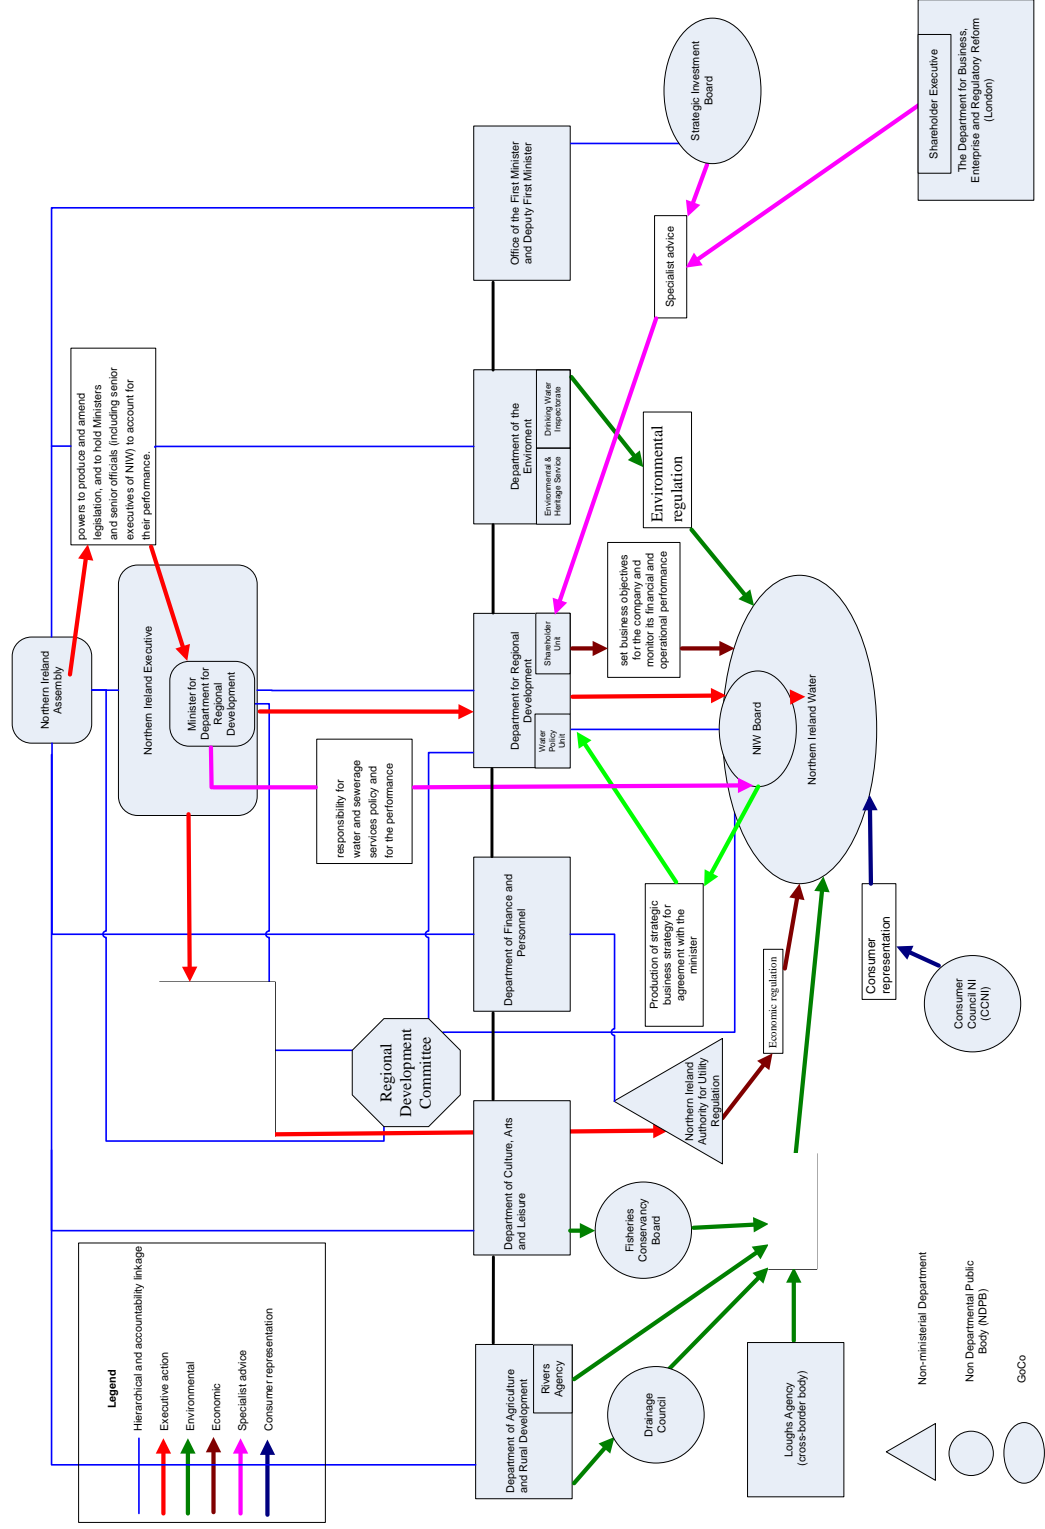 Northern Ireland
Assembly
powers to produce and amend
legislation, and to hold Ministers
and senior officials (including senior
executives of NIW) to account for
their performance.
Northern Ireland Executive
Minister for
Department for
Regional
Development
responsibility for
water and sewerage
services policy and
for the performance
Regional
Development
Committee
Legend
Hierarchical and accountability linkage
Executive action
Environmental
Economic
Specialist advice
Consumer representation
Department of Agriculture
and Rural Development
Rivers
Agency
Department of Culture, Arts
and Leisure
Department of Finance and
Personnel
Department for Regional
Development
Water
Policy
Unit
Shareholder
Unit
Department of the
Enviroment
Environmental &
Heritage Service
Drinking Water
Inspectorate
Office of the First Minister
and Deputy First Minister
Drainage
Council
Fisheries
Conservancy
Board
Northern Ireland
Authority for Utility
Regulation
Production of strategic
business strategy for
agreement with the
minister
set business objectives
for the company and
monitor its financial and
operational performance
Environmental
regulation
Specialist advice
Strategic Investment
Board
Loughs Agency
(cross-border body)
Economic regulation
NIW Board
Northern Ireland Water
Consumer
representation
Consumer
Council NI
(CCNI)
Shareholder Executive
The Department for Business,
Enterprise and Regulatory Reform
(London)
Non-ministerial Department
Non Departmental Public
Body (NDPB)
GoCo